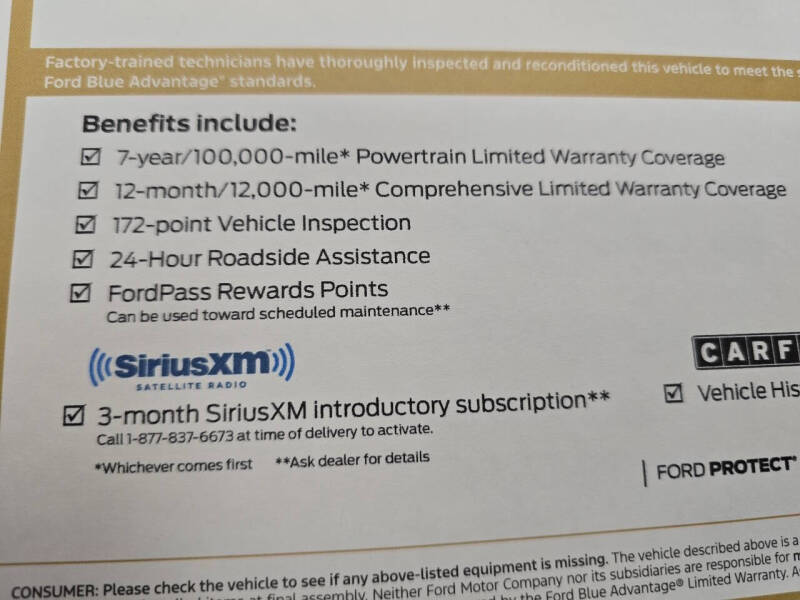 Factory-trained technicians have thoroughly inspected and reconditioned this vehicle to meet the
Ford Blue Advantage® standards.
Benefits include:
7-year/100,000-mile* Powertrain Limited Warranty Coverage
12-month/12,000-mile* Comprehensive Limited Warranty Coverage
172-point Vehicle Inspection
24-Hour Roadside Assistance
FordPass Rewards Points
Can be used toward scheduled maintenance**
SiriusXM
SATELLITE RADIO
CARF
3-month SiriusXM introductory subscription**
Vehicle His
Call 1-877-837-6673 at time of delivery to activate.
*Whichever comes first **Ask dealer for details
FORD PROTECT®
CONSUMER: Please check the vehicle to see if any above-listed equipment is missing. The vehicle described above is a
final assembly. Neither Ford Motor Company nor its subsidiaries are responsible for
by the Ford Blue Advantage® Limited Warranty.